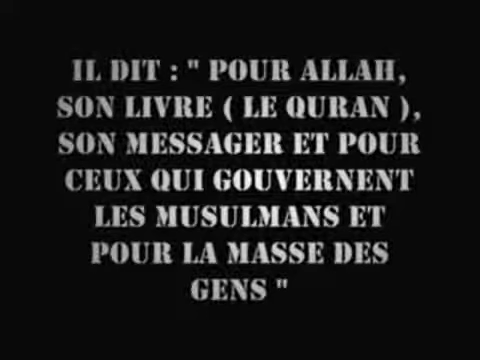 IL DIT : " POUR ALLAH,
SON LIVRE ( LE QURAN ),
SON MESSAGER ET POUR
CEUX QUI GOUVERNENT
LES MUSULMANS ET
POUR LA MASSE DES
GENS "